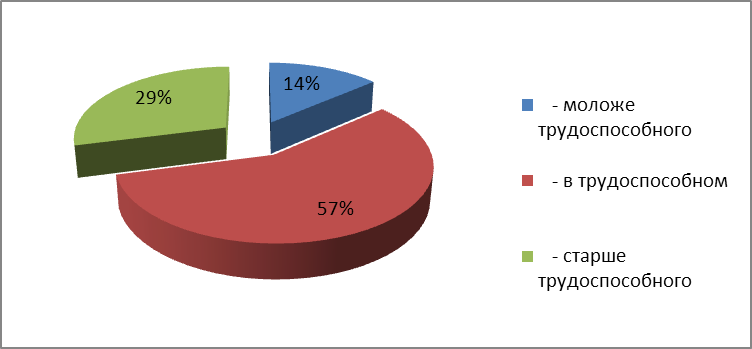 14%
29%
57%
- моложе
трудоспособного
- в трудоспособном
- старше
трудоспособного